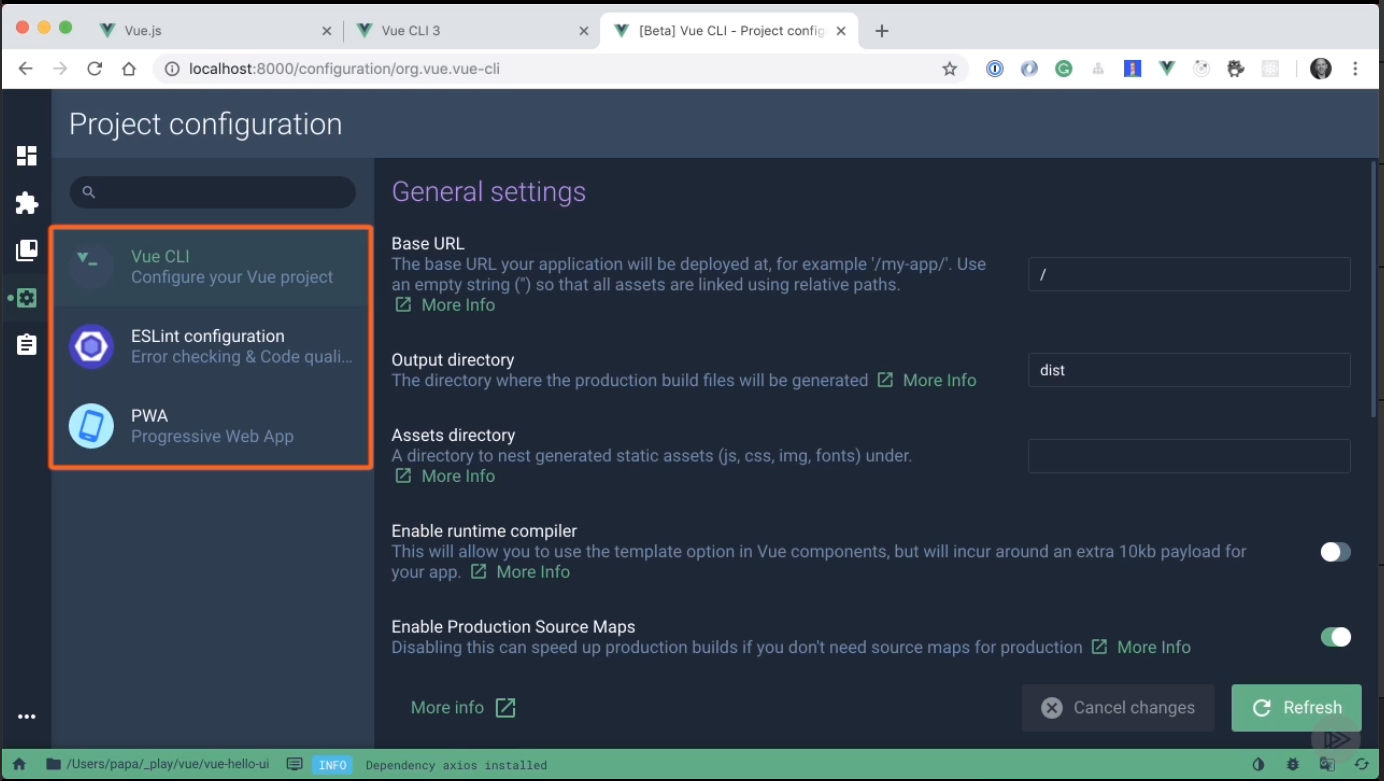 Vue.js
Vue CLI 3
[Beta] Vue CLI - Project config
localhost:8000/configuration/org.vue.vue-cli
Project configuration
General settings
Vue CLI
Configure your Vue project
ESLint configuration
Error checking & Code quali...
PWA
Progressive Web App
Base URL
The base URL your application will be deployed at, for example '/my-app/'. Use
an empty string ('') so that all assets are linked using relative paths.
More Info
/
Output directory
The directory where the production build files will be generated More Info
dist
Assets directory
A directory to nest generated static assets (js, css, img, fonts) under.
More Info
Enable runtime compiler
This will allow you to use the template option in Vue components, but will incur around an extra 10kb payload for
your app. More Info
Enable Production Source Maps
Disabling this can speed up production builds if you don't need source maps for production More Info
More info
Cancel changes
Refresh
/Users/papa/_play/vue/vue-hello-ui INFO Dependency axios installed